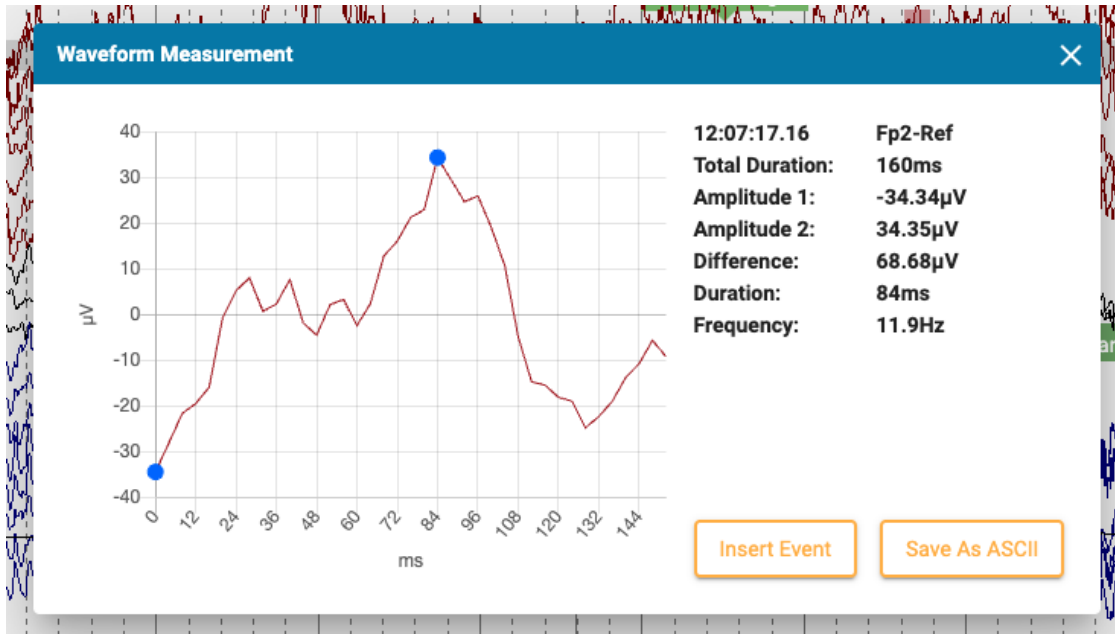 Waveform Measurement
40
30
20
10
0
-10
-20
-30
-40
µV
0 12 24 36 48 60 72 84 96 108 120 132 144
ms
12:07:17.16 Fp2-Ref
Total Duration: 160ms
Amplitude 1: -34.34µV
Amplitude 2: 34.35µV
Difference: 68.68µV
Duration: 84ms
Frequency: 11.9Hz
Insert Event Save As ASCII